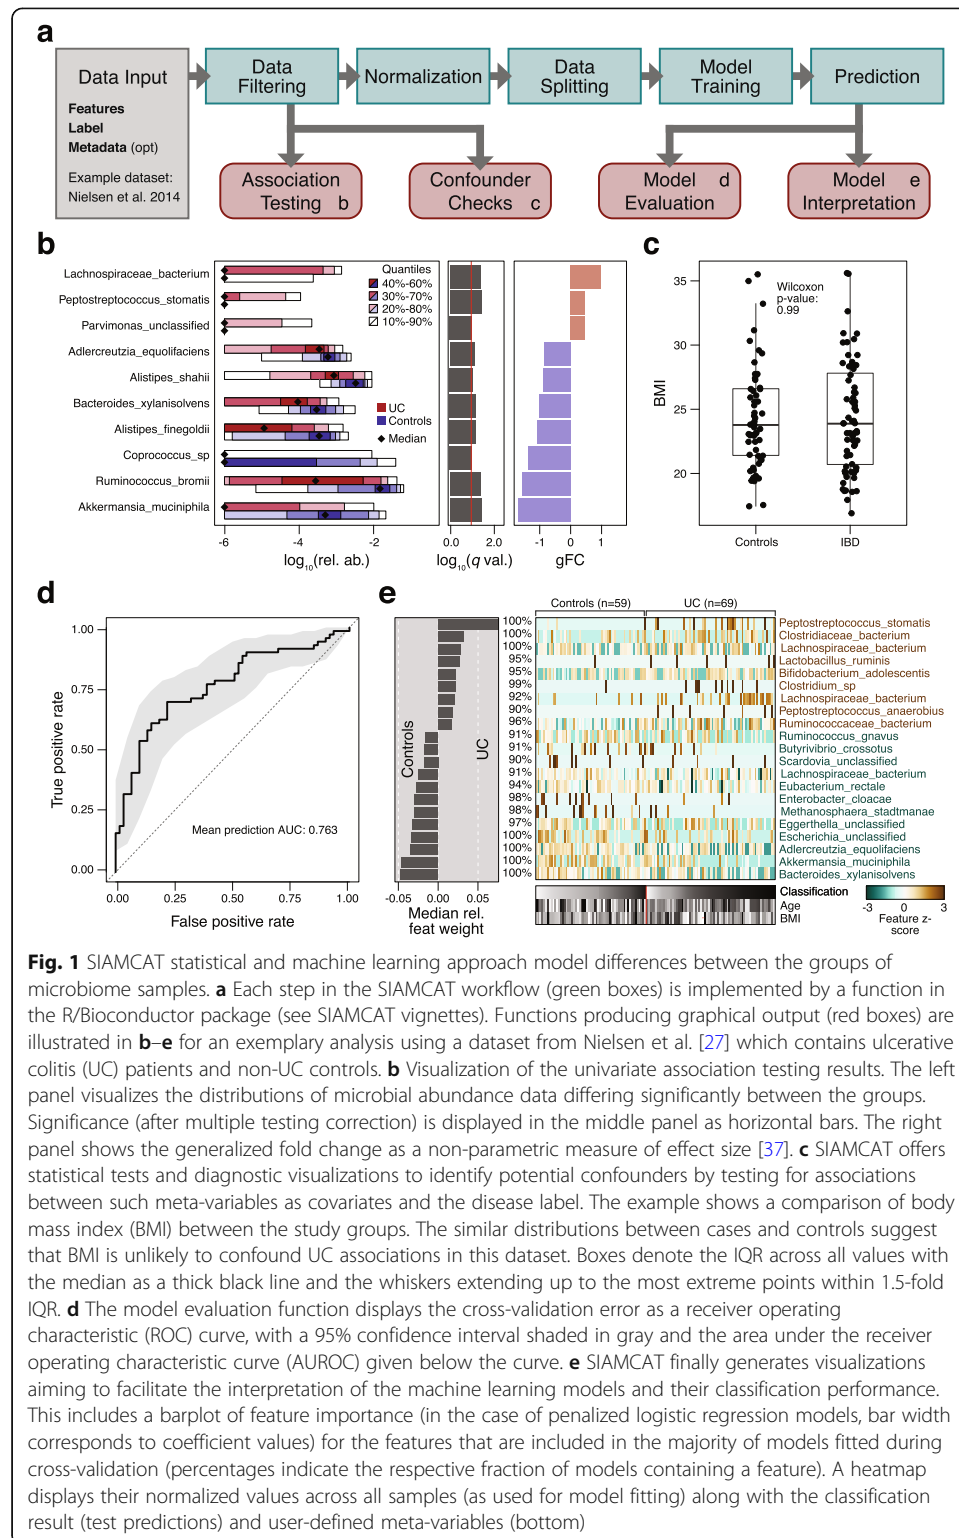 a
Data Input
Features
Label
Metadata (opt)
Example dataset:
Nielsen et al. 2014
Data
Filtering
Normalization
Data
Splitting
Model
Training
Prediction
Association
Testing b
Confounder
Checks c
Model d
Evaluation
Model e
Interpretation
b
Lachnospiraceae_bacterium
Peptostreptococcus_stomatis
Parvimonas_unclassified
Adlercreutzia_equolifaciens
Alistipes_shahii
Bacteroides_xylanisolvens
Alistipes_finegoldii
Coprococcus_sp
Ruminococcus_bromii
Akkermansia_muciniphila
Quantiles
40%-60%
30%-70%
20%-80%
10%-90%
UC
Controls
Median
-6 -4 -2
log10(rel. ab.)
0.0 2.0
log10(q val.)
-1 0 1
gFC
c
35
30
25
20
BMI
Wilcoxon
p-value:
0.99
Controls IBD
d
1.00
0.75
0.50
0.25
0.00
True positive rate
Mean prediction AUC: 0.763
0.00 0.25 0.50 0.75 1.00
False positive rate
e
Controls
UC
-0.05 0 0.05
Median rel.
feat weight
100%
100%
100%
95%
95%
99%
92%
90%
96%
91%
91%
90%
91%
94%
98%
98%
97%
100%
100%
100%
100%
Controls (n=59) UC (n=69)
Peptostreptococcus_stomatis
Clostridiaceae_bacterium
Lachnospiraceae_bacterium
Lactobacillus_ruminis
Bifidobacterium_adolescentis
Clostridium_sp
Lachnospiraceae_bacterium
Peptostreptococcus_anaerobius
Ruminococcaceae_bacterium
Ruminococcus_gnavus
Butyrivibrio_crossotus
Scardovia_unclassified
Lachnospiraceae_bacterium
Eubacterium_rectale
Enterobacter_cloacae
Methanosphaera_stadtmanae
Eggerthella_unclassified
Escherichia_unclassified
Adlercreutzia_equolifaciens
Akkermansia_muciniphila
Bacteroides_xylanisolvens
Classification
Age
BMI
-3 0 3
Feature z-
score
Fig. 1 SIAMCAT statistical and machine learning approach model differences between the groups of
microbiome samples. a Each step in the SIAMCAT workflow (green boxes) is implemented by a function in
the R/Bioconductor package (see SIAMCAT vignettes). Functions producing graphical output (red boxes) are
illustrated in b–e for an exemplary analysis using a dataset from Nielsen et al. [27] which contains ulcerative
colitis (UC) patients and non-UC controls. b Visualization of the univariate association testing results. The left
panel visualizes the distributions of microbial abundance data differing significantly between the groups.
Significance (after multiple testing correction) is displayed in the middle panel as horizontal bars. The right
panel shows the generalized fold change as a non-parametric measure of effect size [37]. c SIAMCAT offers
statistical tests and diagnostic visualizations to identify potential confounders by testing for associations
between such meta-variables as covariates and the disease label. The example shows a comparison of body
mass index (BMI) between the study groups. The similar distributions between cases and controls suggest
that BMI is unlikely to confound UC associations in this dataset. Boxes denote the IQR across all values with
the median as a thick black line and the whiskers extending up to the most extreme points within 1.5-fold
IQR. d The model evaluation function displays the cross-validation error as a receiver operating
characteristic (ROC) curve, with a 95% confidence interval shaded in gray and the area under the receiver
operating characteristic curve (AUROC) given below the curve. e SIAMCAT finally generates visualizations
aiming to facilitate the interpretation of the machine learning models and their classification performance.
This includes a barplot of feature importance (in the case of penalized logistic regression models, bar width
corresponds to coefficient values) for the features that are included in the majority of models fitted during
cross-validation (percentages indicate the respective fraction of models containing a feature). A heatmap
displays their normalized values across all samples (as used for model fitting) along with the classification
result (test predictions) and user-defined meta-variables (bottom)